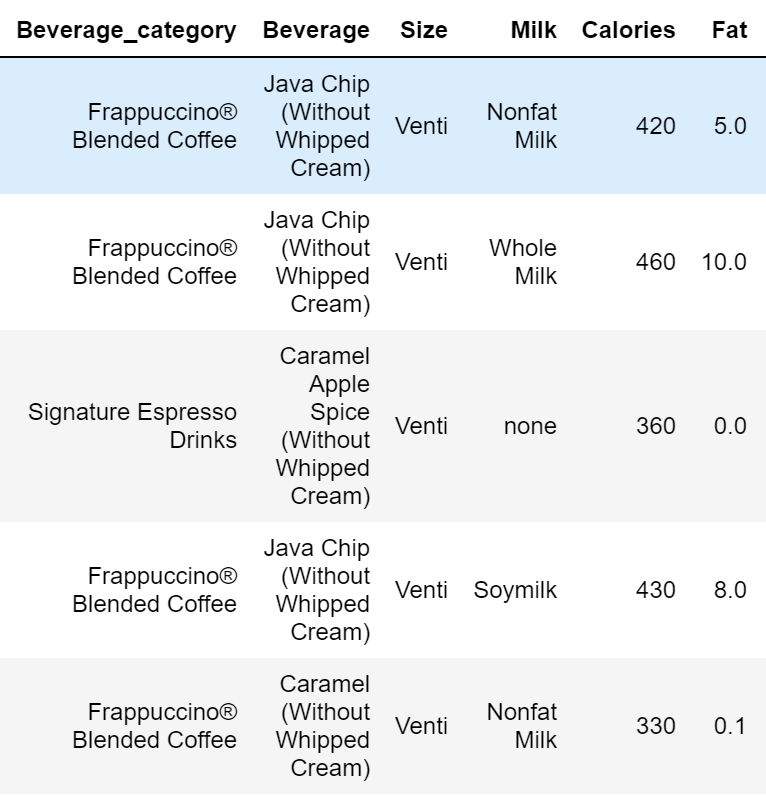 Beverage_category Beverage Size Milk Calories Fat
Frappuccino® Blended Coffee Java Chip (Without Whipped Cream) Venti Nonfat Milk 420 5.0
Frappuccino® Blended Coffee Java Chip (Without Whipped Cream) Venti Whole Milk 460 10.0
Signature Espresso Drinks Caramel Apple Spice (Without Whipped Cream) Venti none 360 0.0
Frappuccino® Blended Coffee Java Chip (Without Whipped Cream) Venti Soymilk 430 8.0
Frappuccino® Blended Coffee Caramel (Without Whipped Cream) Venti Nonfat Milk 330 0.1